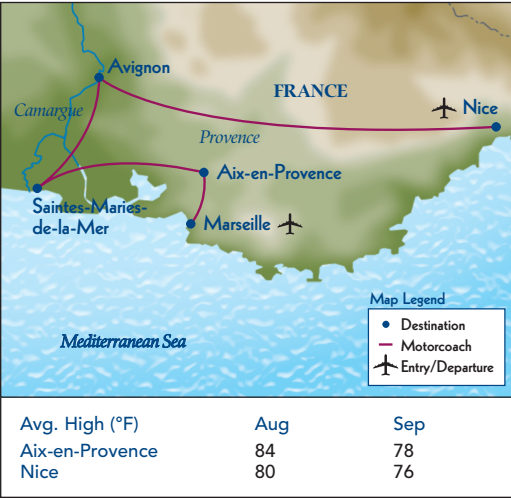 Avignon
FRANCE
Nice
Camargue
Provence
Aix-en-Provence
Saintes-Maries-
de-la-Mer
Marseille
Map Legend
Destination
Motorcoach
Entry/Departure
Mediterranean Sea
Avg. High (°F) Aug Sep
Aix-en-Provence 84 78
Nice 80 76